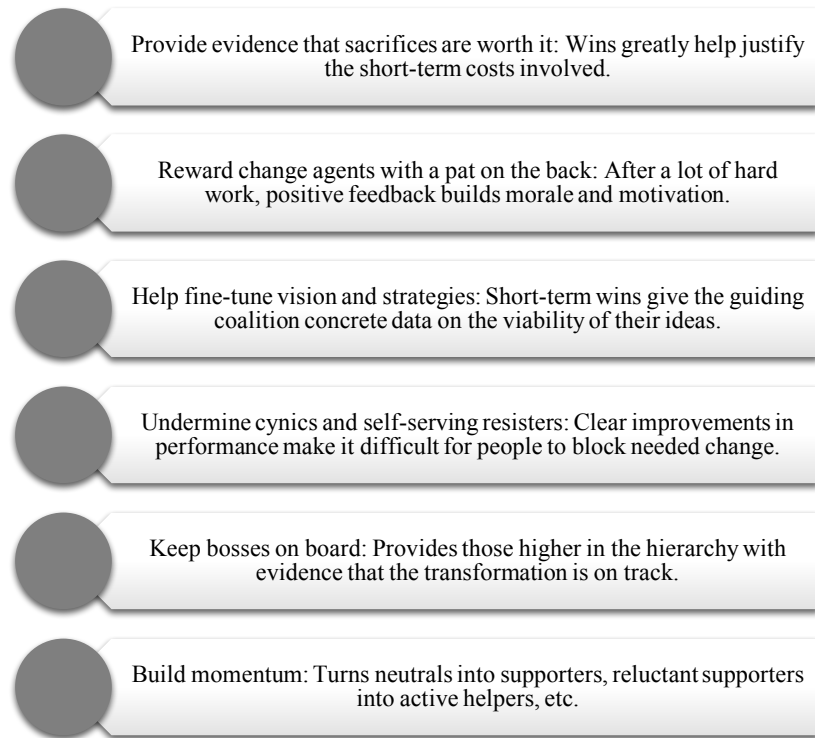 Provide evidence that sacrifices are worth it: Wins greatly help justify
the short-term costs involved.
Reward change agents with a pat on the back: After a lot of hard
work, positive feedback builds morale and motivation.
Help fine-tune vision and strategies: Short-term wins give the guiding
coalition concrete data on the viability of their ideas.
Undermine cynics and self-serving resisters: Clear improvements in
performance make it difficult for people to block needed change.
Keep bosses on board: Provides those higher in the hierarchy with
evidence that the transformation is on track.
Build momentum: Turns neutrals into supporters, reluctant supporters
into active helpers, etc.